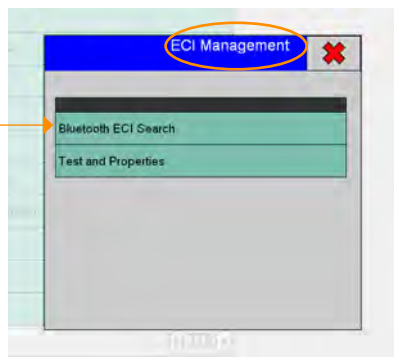 ECI Management
Bluetooth ECI Search
Test and Properties